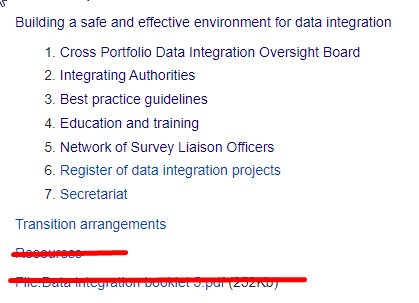 Building a safe and effective environment for data integration
1. Cross Portfolio Data Integration Oversight Board
2. Integrating Authorities
3. Best practice guidelines
4. Education and training
5. Network of Survey Liaison Officers
6. Register of data integration projects
7. Secretariat
Transition arrangements
Resources
File:Data integration booklet 5.pdf (252Kb)